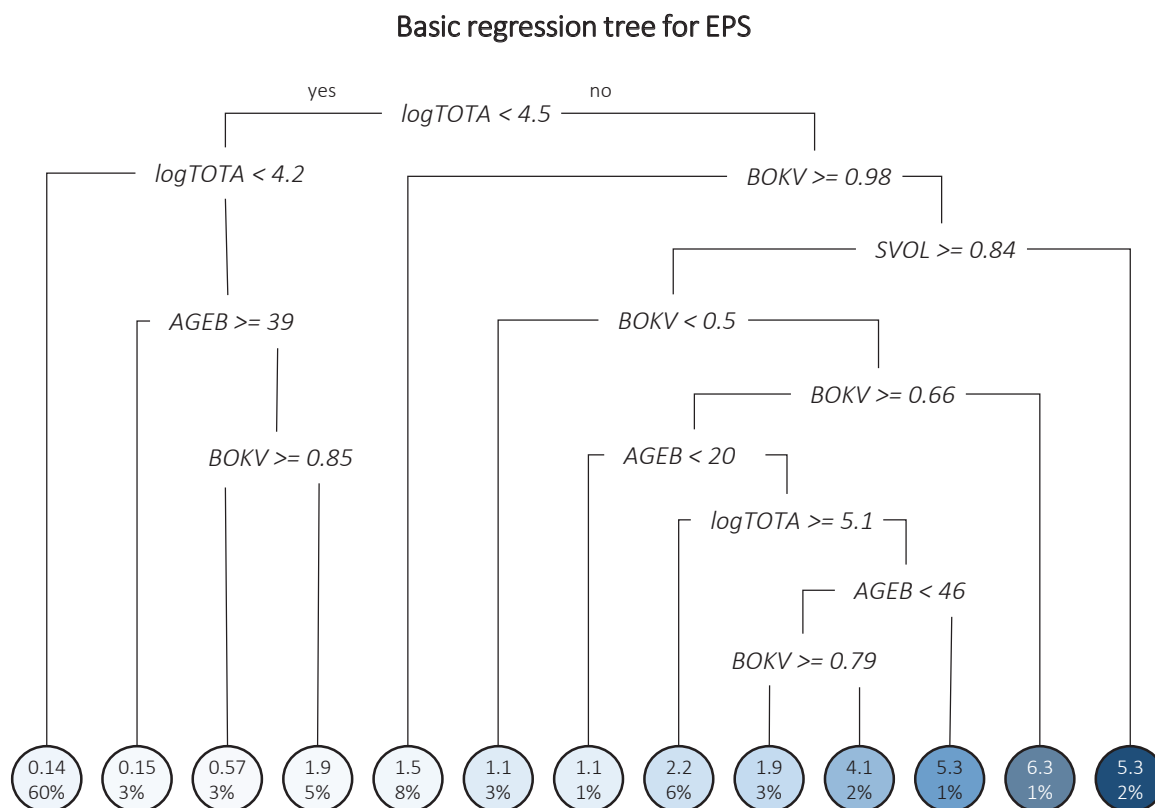 Basic regression tree for EPS
yes
no
logTOTA < 4.5
logTOTA < 4.2
BOKV >= 0.98
SVOL >= 0.84
AGEB >= 39
BOKV < 0.5
BOKV >= 0.66
BOKV >= 0.85
AGEB < 20
logTOTA >= 5.1
AGEB < 46
BOKV >= 0.79
0.14
60%
0.15
3%
0.57
3%
1.9
5%
1.5
8%
1.1
3%
1.1
1%
2.2
6%
1.9
3%
4.1
2%
5.3
1%
6.3
1%
5.3
2%